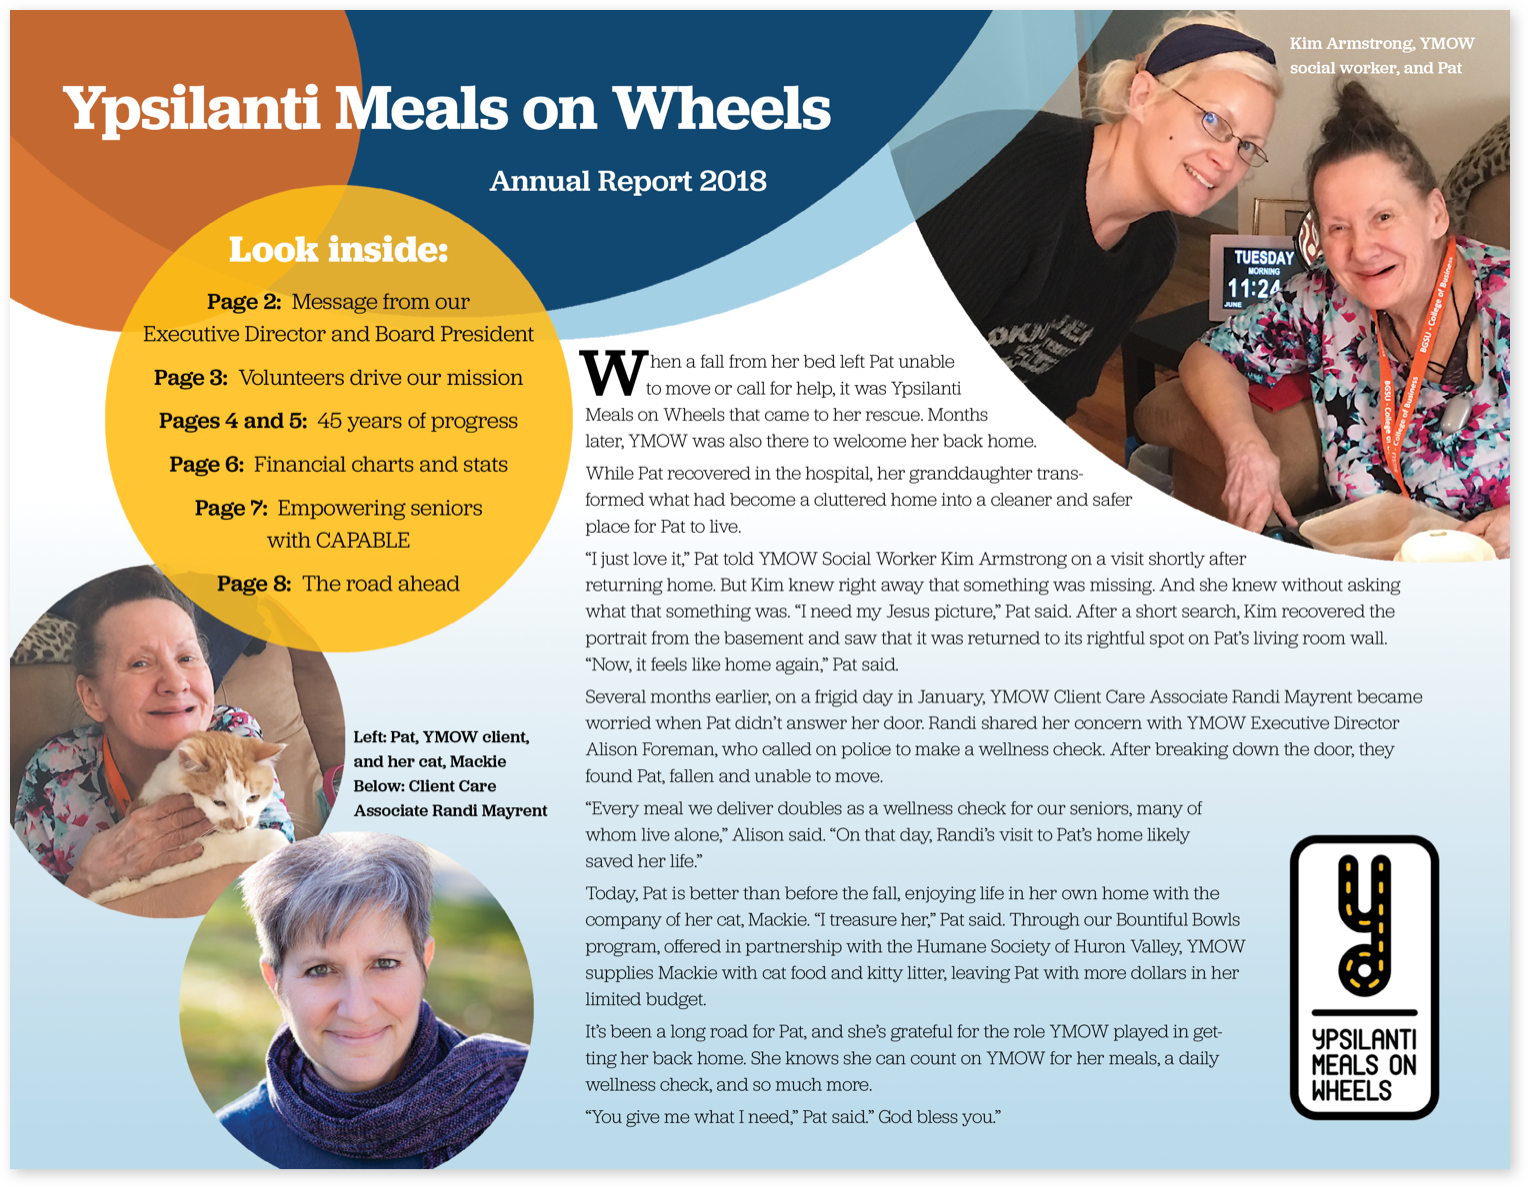 Ypsilanti Meals on Wheels
Annual Report 2018
Kim Armstrong, YMOW
social worker, and Pat
TUESDAY
MORNING
11:24
JUNE
BGSU - College of Business
BGSU - College of Business
Look inside:
Page 2: Message from our
Executive Director and Board President
Page 3: Volunteers drive our mission
Pages 4 and 5: 45 years of progress
Page 6: Financial charts and stats
Page 7: Empowering seniors
with CAPABLE
Page 8: The road ahead
Left: Pat, YMOW client,
and her cat, Mackie
Below: Client Care
Associate Randi Mayrent
When a fall from her bed left Pat unable
to move or call for help, it was Ypsilanti
Meals on Wheels that came to her rescue. Months
later, YMOW was also there to welcome her back home.
While Pat recovered in the hospital, her granddaughter trans-
formed what had become a cluttered home into a cleaner and safer
place for Pat to live.
“I just love it,” Pat told YMOW Social Worker Kim Armstrong on a visit shortly after
returning home. But Kim knew right away that something was missing. And she knew without asking
what that something was. “I need my Jesus picture,” Pat said. After a short search, Kim recovered the
portrait from the basement and saw that it was returned to its rightful spot on Pat’s living room wall.
“Now, it feels like home again,” Pat said.
Several months earlier, on a frigid day in January, YMOW Client Care Associate Randi Mayrent became
worried when Pat didn’t answer her door. Randi shared her concern with YMOW Executive Director
Alison Foreman, who called on police to make a wellness check. After breaking down the door, they
found Pat, fallen and unable to move.
“Every meal we deliver doubles as a wellness check for our seniors, many of
whom live alone,” Alison said. “On that day, Randi’s visit to Pat’s home likely
saved her life.”
Today, Pat is better than before the fall, enjoying life in her own home with the
company of her cat, Mackie. “I treasure her,” Pat said. Through our Bountiful Bowls
program, offered in partnership with the Humane Society of Huron Valley, YMOW
supplies Mackie with cat food and kitty litter, leaving Pat with more dollars in her
limited budget.
It’s been a long road for Pat, and she’s grateful for the role YMOW played in get-
ting her back home. She knows she can count on YMOW for her meals, a daily
wellness check, and so much more.
“You give me what I need,” Pat said.” God bless you.”
YPSILANTI
MEALS ON
WHEELS